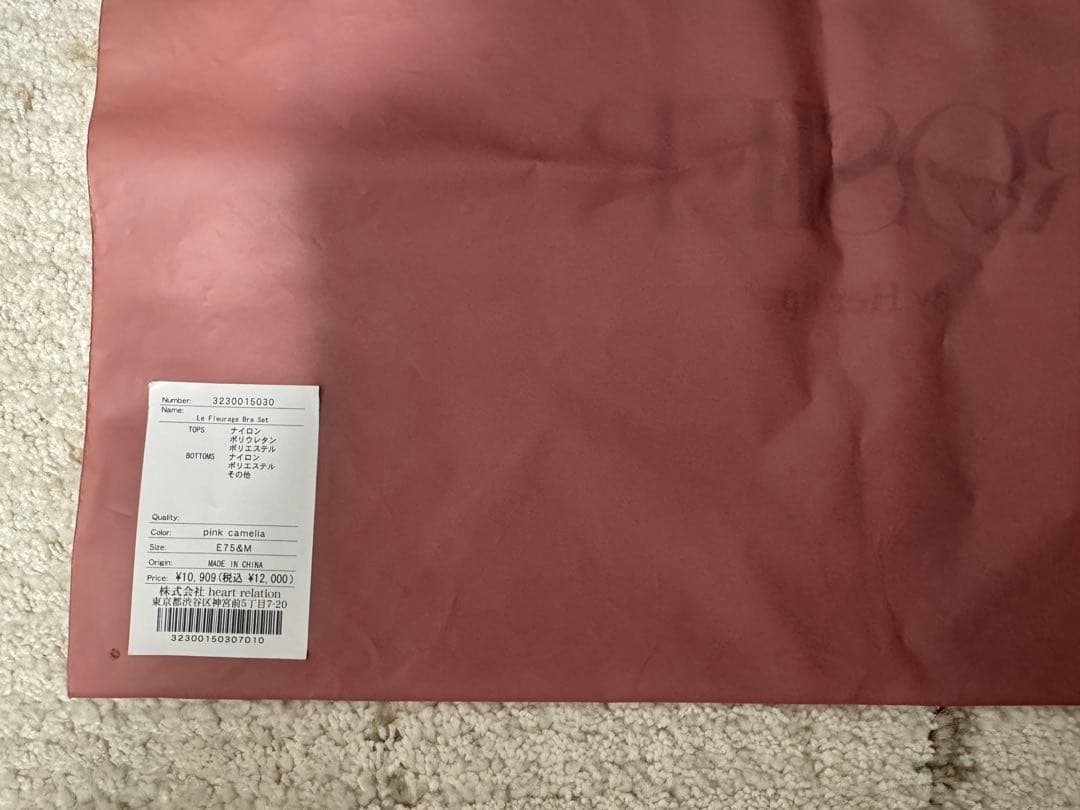 Number: 3230015030
Name:
Le Fleurage Bra Set
TOPS ナイロン
ポリウレタン
ポリエステル
BOTTOMS ナイロン
ポリエステル
その他
Quality:
Color: pink camelia
Size: E75&M
Origin: MADE IN CHINA
Price: ¥10,909(税込 ¥12,000)
株式会社 heart relation
東京都渋谷区神宮前5丁目7-20
32300150307010